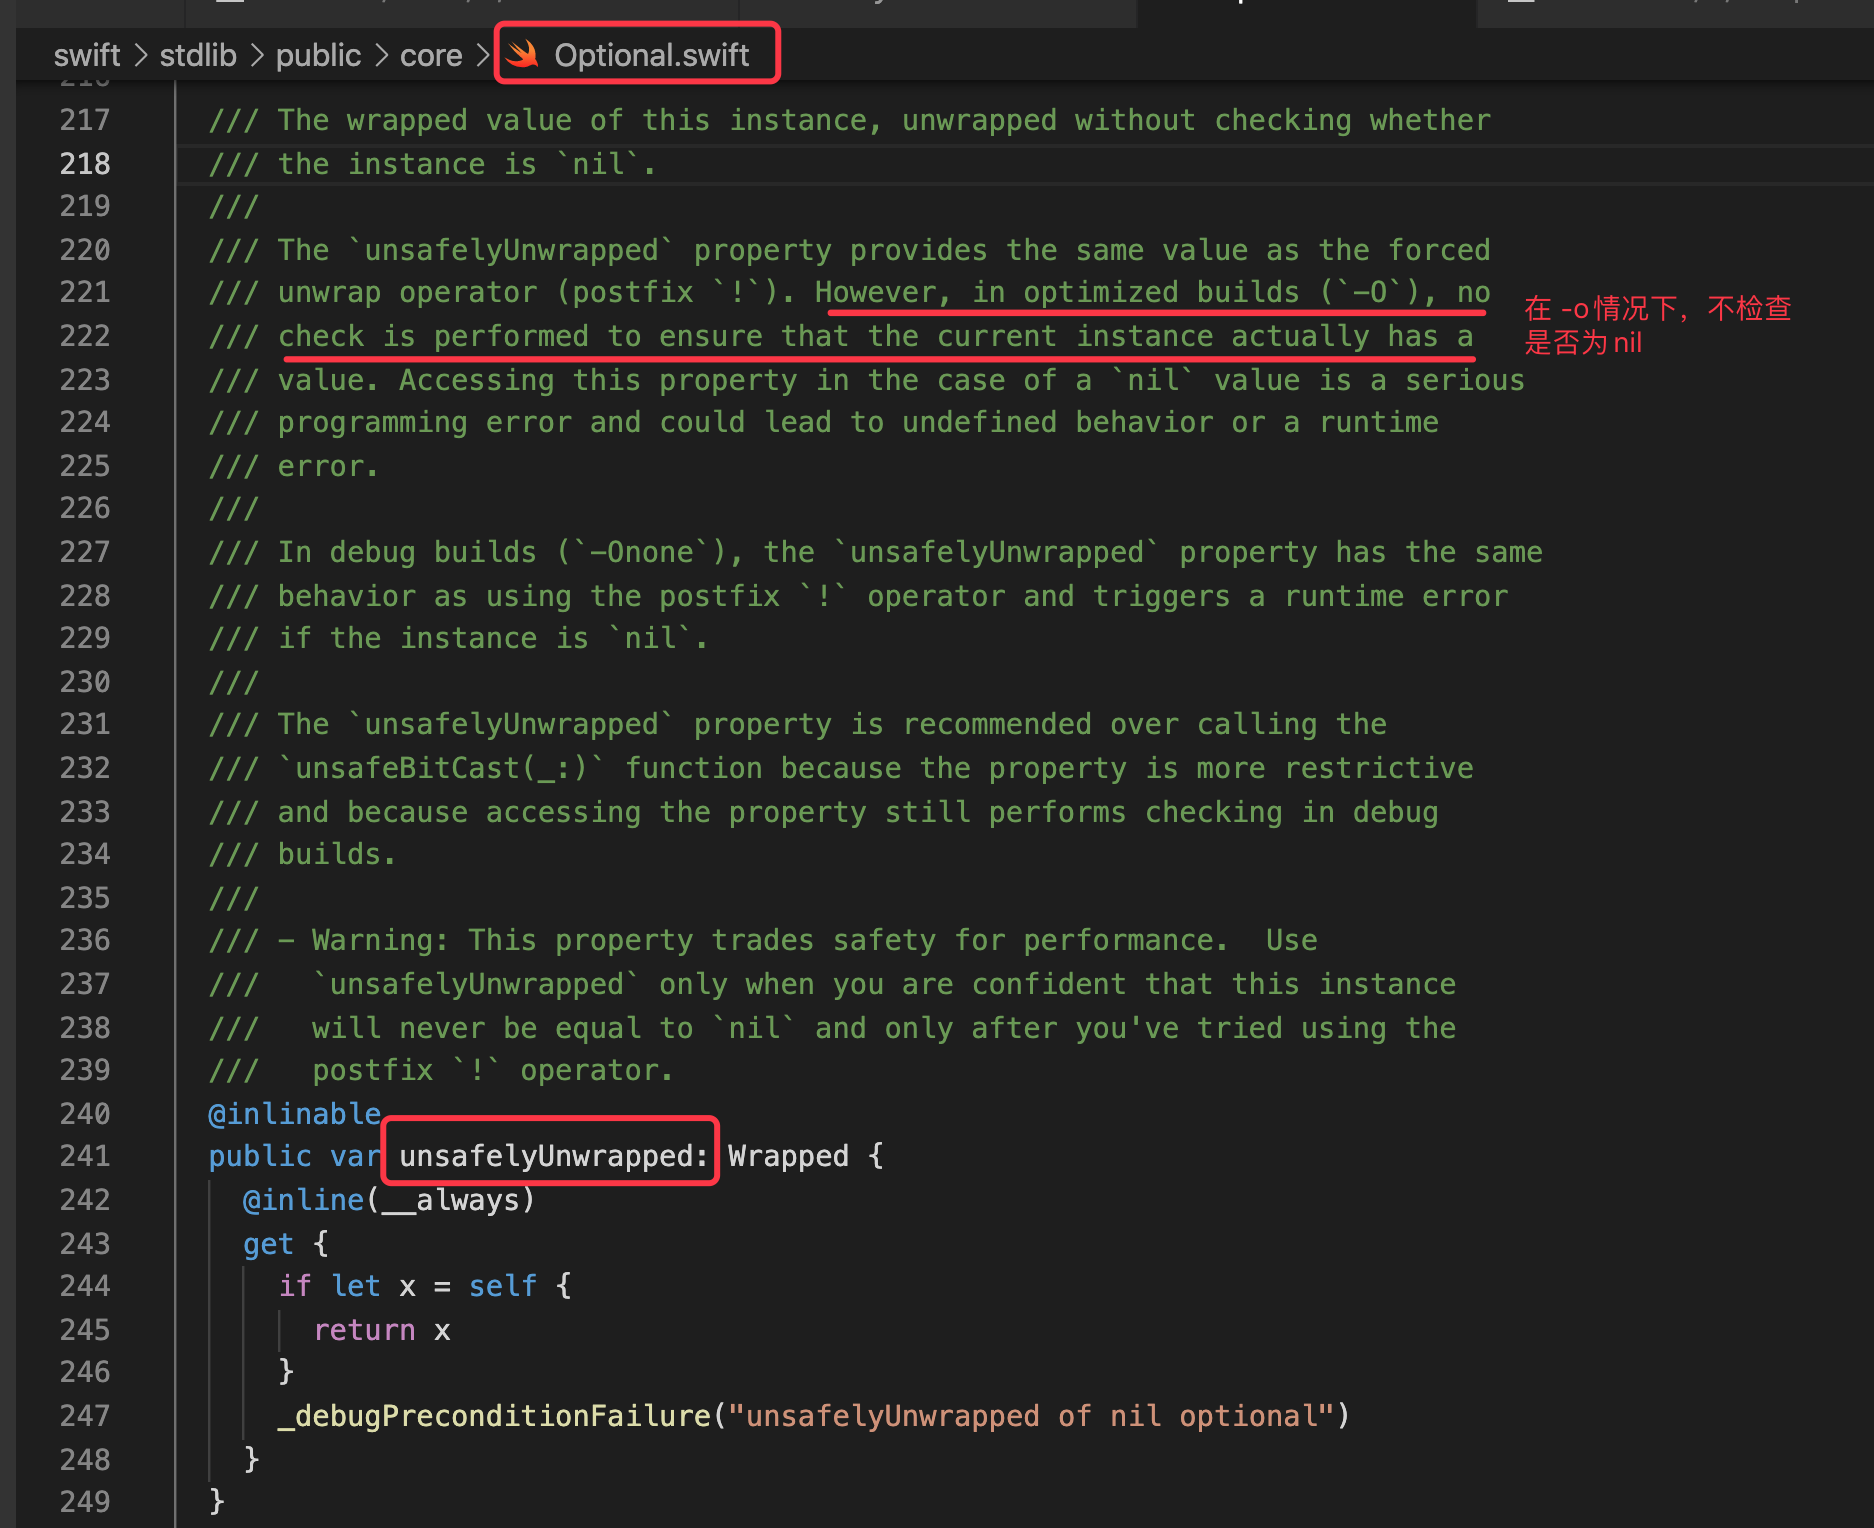 swift > stdlib > public > core > Optional.swift
217 /// The wrapped value of this instance, unwrapped without checking whether
218 /// the instance is `nil`.
219 ///
220 /// The `unsafelyUnwrapped` property provides the same value as the forced
221 /// unwrap operator (postfix `!`). However, in optimized builds (`-O`), no
在 -o情况下，不检查
222 /// check is performed to ensure that the current instance actually has a
是否为nil
223 /// value. Accessing this property in the case of a `nil` value is a serious
224 /// programming error and could lead to undefined behavior or a runtime
225 /// error.
226 ///
227 /// In debug builds (`-Onone`), the `unsafelyUnwrapped` property has the same
228 /// behavior as using the postfix `!` operator and triggers a runtime error
229 /// if the instance is `nil`.
230 ///
231 /// The `unsafelyUnwrapped` property is recommended over calling the
232 /// `unsafeBitCast(_:)` function because the property is more restrictive
233 /// and because accessing the property still performs checking in debug
234 /// builds.
235 ///
236 /// - Warning: This property trades safety for performance.  Use
237 ///   `unsafelyUnwrapped` only when you are confident that this instance
238 ///   will never be equal to `nil` and only after you've tried using the
239 ///   postfix `!` operator.
240 @inlinable
241 public var unsafelyUnwrapped: Wrapped {
242   @inline(__always)
243   get {
244     if let x = self {
245       return x
246     }
247     _debugPreconditionFailure("unsafelyUnwrapped of nil optional")
248   }
249 }